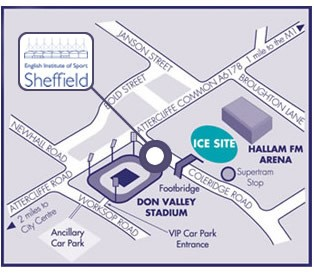 English Institute of Sport
Sheffield
JANSON STREET
1 mile to the M1
OLD STREET
ATTERCLIFFE COMMON A6178
BROUGHTON LANE
NEWHALL ROAD
ICE SITE
HALLAM FM
ARENA
Supertram
Stop
ATTERCLIFFE ROAD
Footbridge
COLERIDGE ROAD
DON VALLEY
STADIUM
WORKSOP ROAD
2 miles to
City Centre
Ancillary
Car Park
VIP Car Park
Entrance